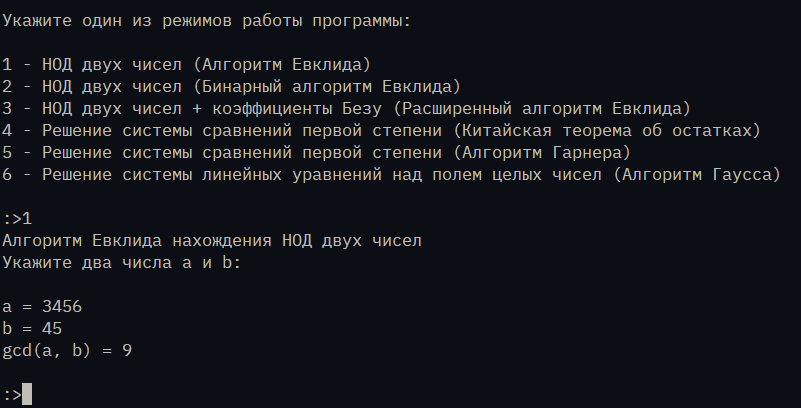 Укажите один из режимов работы программы:
1 - НОД двух чисел (Алгоритм Евклида)
2 - НОД двух чисел (Бинарный алгоритм Евклида)
3 - НОД двух чисел + коэффициенты Безу (Расширенный алгоритм Евклида)
4 - Решение системы сравнений первой степени (Китайская теорема об остатках)
5 - Решение системы сравнений первой степени (Алгоритм Гарнера)
6 - Решение системы линейных уравнений над полем целых чисел (Алгоритм Гаусса)
:>1
Алгоритм Евклида нахождения НОД двух чисел
Укажите два числа a и b:
a = 3456
b = 45
gcd(a, b) = 9
:>